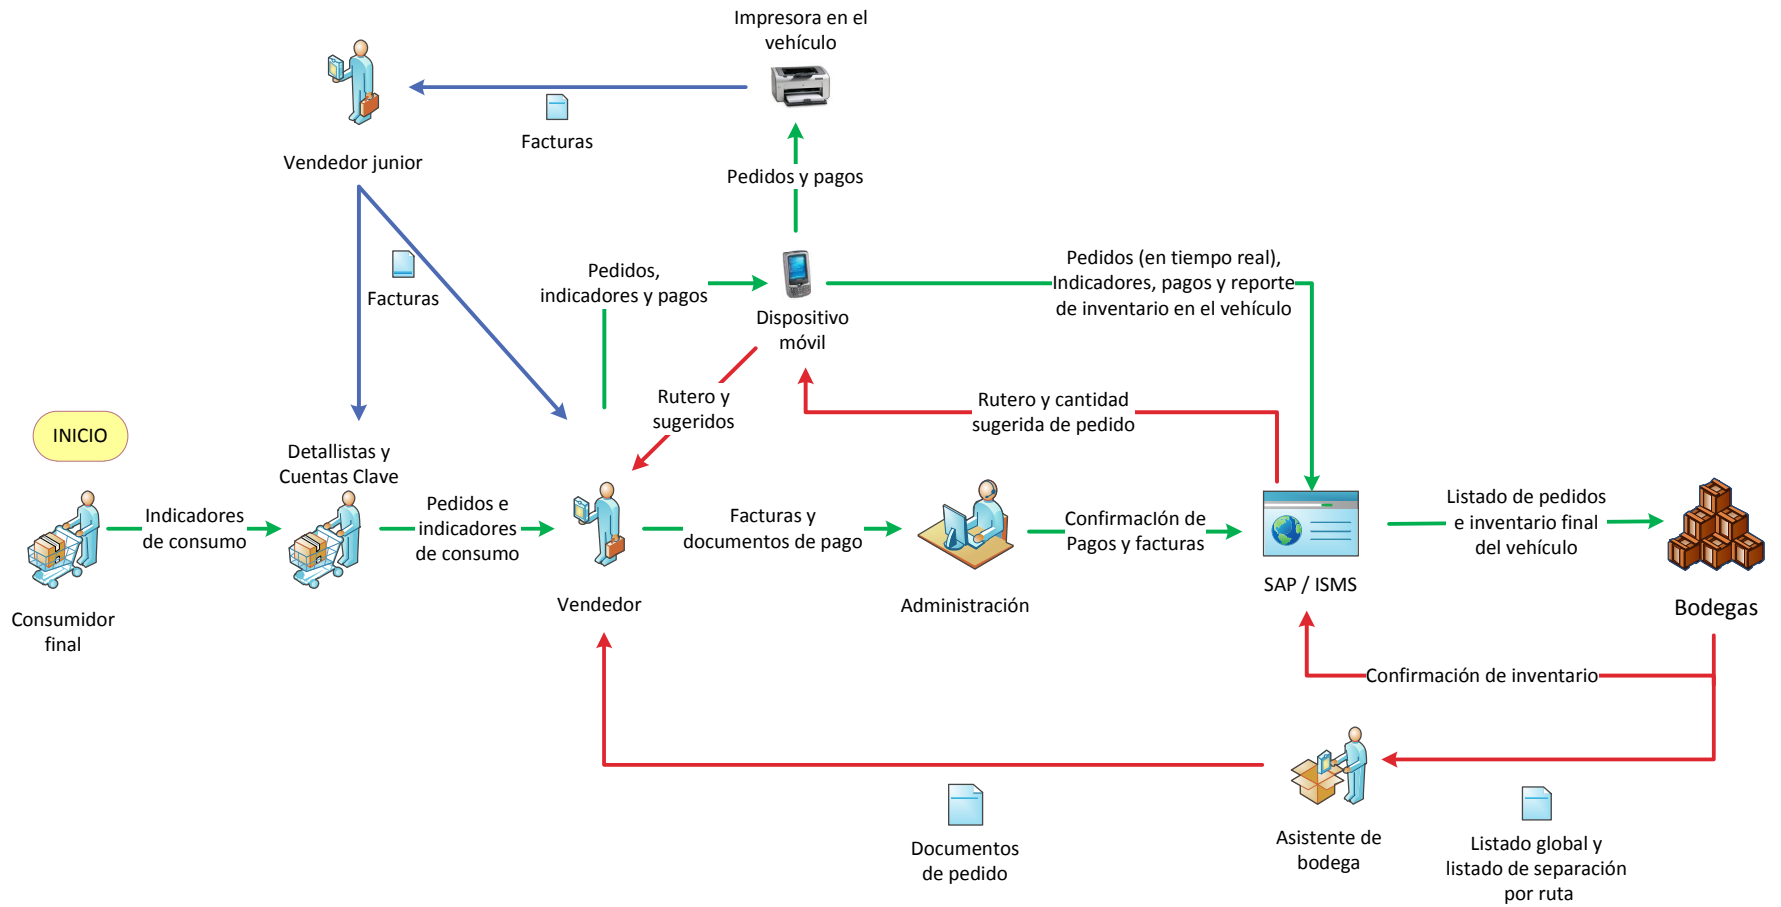 Impresora en el
vehículo
Facturas
Vendedor junior
Pedidos y pagos
Facturas
Pedidos,
indicadores y pagos
Pedidos (en tiempo real),
Indicadores, pagos y reporte
de inventario en el vehículo
Dispositivo
móvil
Rutero y
sugeridos
Rutero y cantidad
sugerida de pedido
INICIO
Detallistas y
Cuentas Clave
Indicadores
de consumo
Pedidos e
indicadores
de consumo
Facturas y
documentos de pago
Confirmación de
Pagos y facturas
Listado de pedidos
e inventario final
del vehículo
Consumidor
final
Vendedor
Administración
SAP / ISMS
Bodegas
Confirmación de inventario
Documentos
de pedido
Asistente de
bodega
Listado global y
listado de separación
por ruta